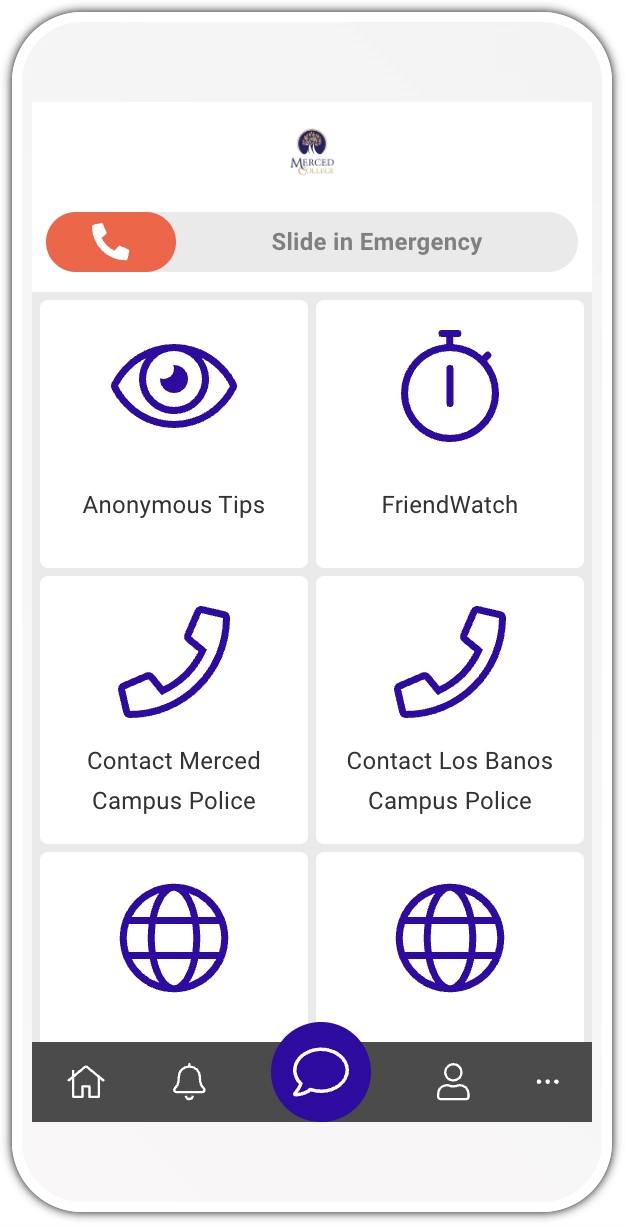 MERCED
COLLEGE
Slide in Emergency
Anonymous Tips
FriendWatch
Contact Merced
Campus Police
Contact Los Banos
Campus Police